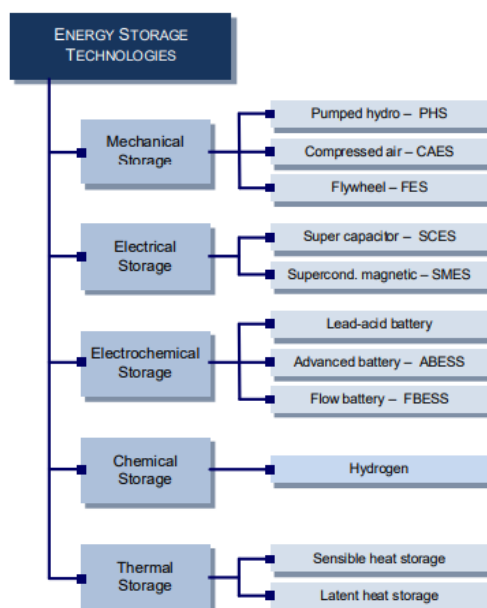 ENERGY STORAGE
TECHNOLOGIES
Mechanical
Storage
Pumped hydro – PHS
Compressed air – CAES
Flywheel – FES
Electrical
Storage
Super capacitor – SCES
Supercond. magnetic – SMES
Electrochemical
Storage
Lead-acid battery
Advanced battery – ABESS
Flow battery – FBESS
Chemical
Storage
Hydrogen
Thermal
Storage
Sensible heat storage
Latent heat storage